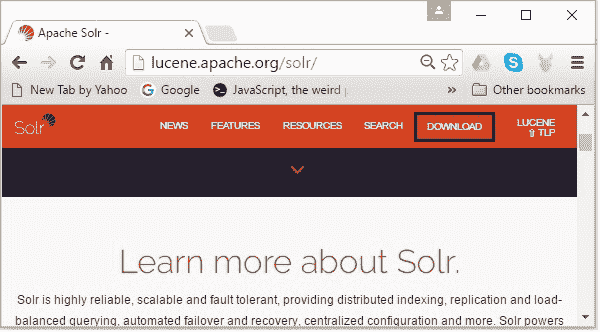 Apache Solr -
lucene.apache.org/solr/
New Tab by Yahoo
Google
JavaScript, the weird
»
Other bookmarks
Solr
NEWS
FEATURES
RESOURCES
SEARCH
DOWNLOAD
LUCENE
⇧ TLP
Learn more about Solr.
Solr is highly reliable, scalable and fault tolerant, providing distributed indexing, replication and load-
balanced querying, automated failover and recovery, centralized configuration and more. Solr powers